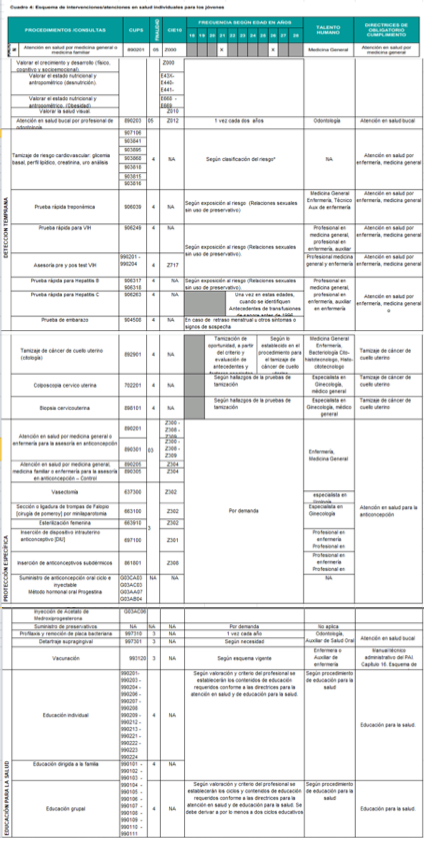 Cuadro 4: Esquema de intervenciones/atenciones en salud individuales para los jóvenes
PROCEDIMIENTOS /CONSULTAS
CUPS
FINALIDAD
CIE10
FRECUENCIA SEGÚN EDAD EN AÑOS
18 19 20 21 22 23 24 25 26 27 28
TALENTO HUMANO
DIRECTRICES DE OBLIGATORIO CUMPLIMIENTO
Atención en salud por medicina general o medicina familiar
890201
Z000
X X
Medicina General
Atención en salud por medicina general
Valorar el crecimiento y desarrollo (físico, cognitivo y socioemocional)
Z000
Valorar el estado nutricional y antropométrico (desnutrición)
E43X-
E440-
E441-
Valorar el estado nutricional y antropométrico. (Obesidad)
E669 -
Valorar la salud visual
Z010
Atención en salud bucal por profesional de odontología
890203 05 Z012
1 vez cada dos años
Odontología
Atención en salud bucal
DETECCIÓN TEMPRANA
Tamizaje de riesgo cardiovascular: glicemia basal, perfil lipídico, creatinina, uro análisis
907106
903841
903895
903868
903815
903816
4 NA
Según clasificación del riesgo*
NA
Atención en salud por medicina general
Prueba rápida treponémica
906039 4 NA
Según exposición al riesgo (Relaciones sexuales sin uso de preservativo)
Medicina General
Enfermería, Técnico
Aux de enfermería
Atención en salud por enfermería, medicina general
Prueba rápida para VIH
906249 4 NA
Según exposición al riesgo (Relaciones sexuales sin uso de preservativo)
Profesional en medicina general, profesional en enfermería, auxiliar
Atención en salud por enfermería, medicina general
Asesoría pre y pos test VIH
990201 -
990204 4 Z717
Profesional medicina general y enfermería
Atención en salud por enfermería, medicina general
Prueba rápida para Hepatitis B
906317 4 NA
Según exposición al riesgo (Relaciones sexuales sin uso de preservativo)
Prueba rápida para Hepatitis C
906263 4 NA
Una vez en estas edades, cuando se identifiquen Antecedentes de transfusiones
Profesional en medicina general, profesional en enfermería, auxiliar en enfermería
Atención en salud por enfermería, medicina general o
Prueba de embarazo
904508 4 NA
En caso de retraso menstrual u otros síntomas o signos de sospecha
Tamizaje de cáncer de cuello uterino (citología)
892901 4 NA
Tamización de oportunidad, a partir del criterio y evaluación de antecedentes y
Según lo establecido en el procedimiento para el tamizaje de cáncer de cuello
Medicina General
Enfermería,
Bacteriología Cito-histotecnologo, Histo-citotecnologo
Tamizaje de cáncer de cuello uterino
Colposcopia cervico uterina
702201 4 NA
Según hallazgos de la pruebas de tamización
Especialista en Ginecología, médico general
Tamizaje de cáncer de cuello uterino
Biopsia cervicouterina
898101 4 NA
Según hallazgos de la pruebas de tamización
Especialista en Ginecología, médico general
Tamizaje de cáncer de cuello uterino
PROTECCIÓN ESPECÍFICA
Atención en salud por medicina general o enfermería para la asesoría en anticoncepción
890201
890301
03
Z300 -
Z308 -
Z309
Z300 -
Z308 -
Z309
Enfermería,
Medicina General
Atención en salud por medicina general, medicina familiar o enfermería para la asesoría en anticoncepción – Control
890205 Z304
890305 Z304
Vasectomía
637300 Z302
especialista en
Sección o ligadura de trompas de Falopio [cirugía de pomeroy] por minilaparotomía
663100 Z302
Por demanda
Especialista en Ginecología
Atención en salud para la anticoncepción
Esterilización femenina
663910 3 Z302
Inserción de dispositivo intrauterino anticonceptivo [DIU]
697100 Z301
Profesional en enfermería
Profesional en
Inserción de anticonceptivos subdérmicos
861801 Z308
Profesional en enfermería
Profesional en
Suministro de anticoncepción oral ciclo e inyectable
Método hormonal oral Progestina
G03CA03
G03AC03
G03AA07
G03AB04
NA NA
NA
Inyección de Acetato de Medroxiprogesterona
G03AC06
Suministro de preservativos
NA NA NA
Por demanda
No aplica
Profilaxis y remoción de placa bacteriana
997310 3 NA
1 vez cada año
Odontología, Auxiliar de Salud Oral
Atención en salud bucal
Detartraje supragingival
997301 3 NA
Según necesidad
Vacunación
993120 3 NA
Según esquema vigente
Enfermera o Auxiliar de enfermería
Manual técnico administrativo del PAI Capítulo 16. Esquema de
EDUCACIÓN PARA LA SALUD
Educación individual
990201-
990203 -
990204 -
990206 -
990207 -
990208
990209 -
990212 -
990213 -
990221 -
990222 -
990223
990224
4 NA
Según valoración y criterio del profesional se establecerán los contenidos de educación requeridos conforme a las directrices para la atención en salud y de educación para la salud.
Según procedimiento de educación para la salud
Educación para la salud.
Educación dirigida a la familia
990101 -
990102 -
990103 -
4 NA
Educación grupal
990104 -
990105 -
990106 -
990107 -
990108 -
990109 -
990110 -
990111
4 NA
Según valoración y criterio del profesional se establecerán los ciclos y contenidos de educación requeridos conforme a las directrices para la atención en salud y de educación para la salud. Se debe derivar a por lo menos a dos ciclos educativos
Según procedimiento de educación para la salud
Educación para la salud.